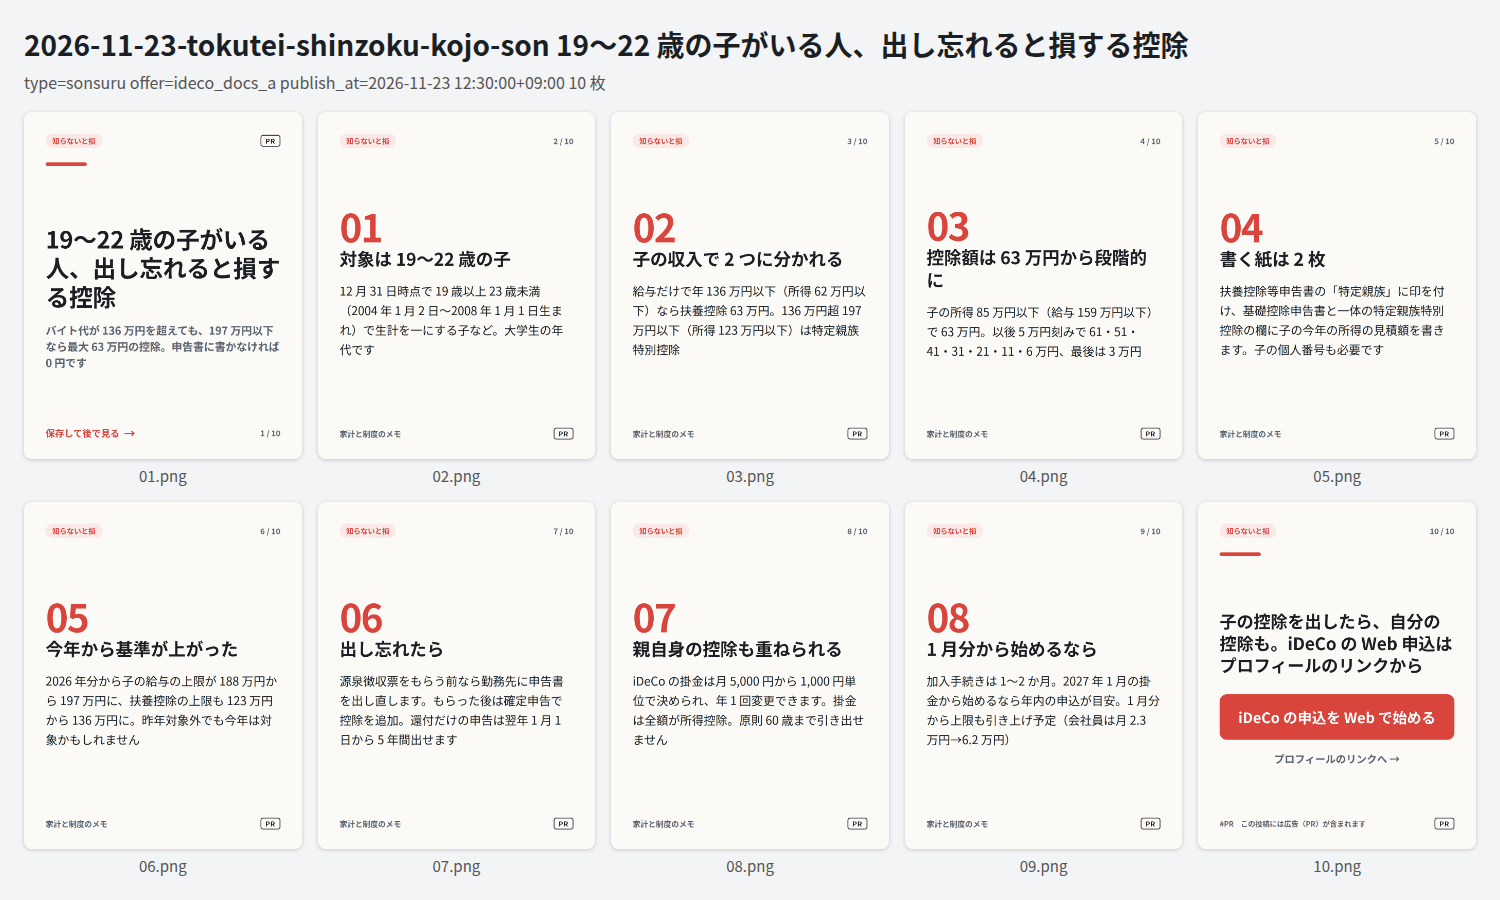 2026-11-23-tokutei-shinzoku-kojo-son 19〜22 歳の子がいる人、出し忘れると損する控除
type=sonsuru offer=ideco_docs_a publish_at=2026-11-23 12:30:00+09:00 10 枚
知らないと損
PR
19〜22 歳の子がいる
人、出し忘れると損す
る控除
バイト代が 136 万円を超えても、197 万円以下
なら最大 63 万円の控除。申告書に書かなければ
0 円です
保存して後で見る →
1 / 10
01.png
知らないと損
2 / 10
01
対象は 19〜22 歳の子
12 月 31 日時点で 19 歳以上 23 歳未満
（2004 年 1 月 2 日〜2008 年 1 月 1 日生ま
れ）で生計を一にする子など。大学生の年
代です
家計と制度のメモ
PR
02.png
知らないと損
3 / 10
02
子の収入で 2 つに分かれる
給与だけで年 136 万円以下（所得 62 万円以
下）なら扶養控除 63 万円。136 万円超 197
万円以下（所得 123 万円以下）は特定親族
特別控除
家計と制度のメモ
PR
03.png
知らないと損
4 / 10
03
控除額は 63 万円から段階的
に
子の所得 85 万円以下（給与 159 万円以下）
で 63 万円。以後 5 万円刻みで 61・51・
41・31・21・11・6 万円、最後は 3 万円
家計と制度のメモ
PR
04.png
知らないと損
5 / 10
04
書く紙は 2 枚
扶養控除等申告書の「特定親族」に印を付
け、基礎控除申告書と一体の特定親族特別
控除の欄に子の今年の所得の見積額を書き
ます。子の個人番号も必要です
家計と制度のメモ
PR
05.png
知らないと損
6 / 10
05
今年から基準が上がった
2026 年分から子の給与の上限が 188 万円か
ら 197 万円に、扶養控除の上限も 123 万円
から 136 万円に。昨年対象外でも今年は対
象かもしれません
家計と制度のメモ
PR
06.png
知らないと損
7 / 10
06
出し忘れたら
源泉徴収票をもらう前なら勤務先に申告書
を出し直します。もらった後は確定申告で
控除を追加。還付だけの申告は翌年 1 月 1
日から 5 年間出せます
家計と制度のメモ
PR
07.png
知らないと損
8 / 10
07
親自身の控除も重ねられる
iDeCo の掛金は月 5,000 円から 1,000 円単
位で決められ、年 1 回変更できます。掛金
は全額が所得控除。原則 60 歳まで引き出せ
ません
家計と制度のメモ
PR
08.png
知らないと損
9 / 10
08
1 月分から始めるなら
加入手続きは 1〜2 か月。2027 年 1 月の掛
金から始めるなら年内の申込が目安。1 月分
から上限も引き上げ予定（会社員は月 2.3
万円→6.2 万円）
家計と制度のメモ
PR
09.png
知らないと損
10 / 10
子の控除を出したら、自分の
控除も。iDeCo の Web 申込は
プロフィールのリンクから
iDeCo の申込を Web で始める
プロフィールのリンクへ →
#PR この投稿には広告（PR）が含まれます
PR
10.png